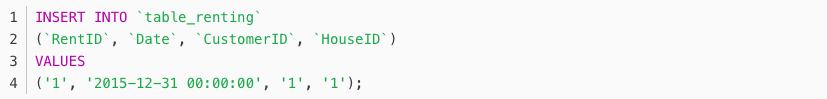 1 INSERT INTO `table_renting`
2 (`RentID`, `Date`, `CustomerID`, `HouseID`)
3 VALUES
4 ('1', '2015-12-31 00:00:00', '1', '1');